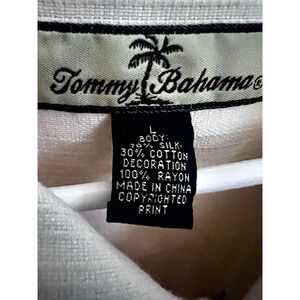 Tommy Bahama®
L
BODY:
70% SILK
30% COTTON
DECORATION
100% RAYON
MADE IN CHINA
COPYRIGHTED
PRINT